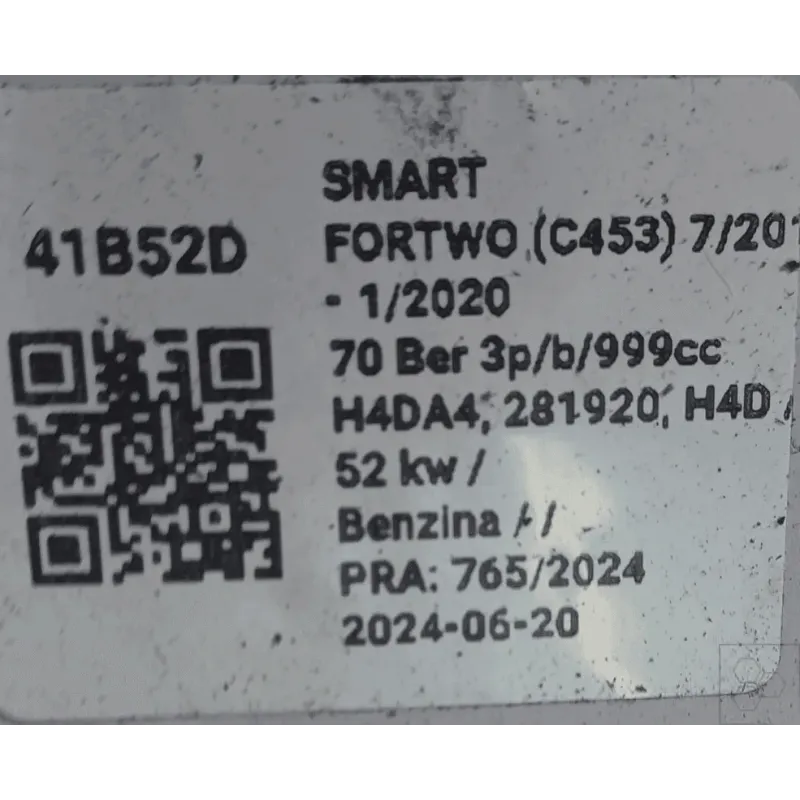 41B52D
SMART
FORTWO (C453) 7/201
- 1/2020
70 Ber 3p/b/999cc
H4DA4, 281920, H4D /
52 kw /
Benzina / /
PRA: 765/2024
2024-06-20